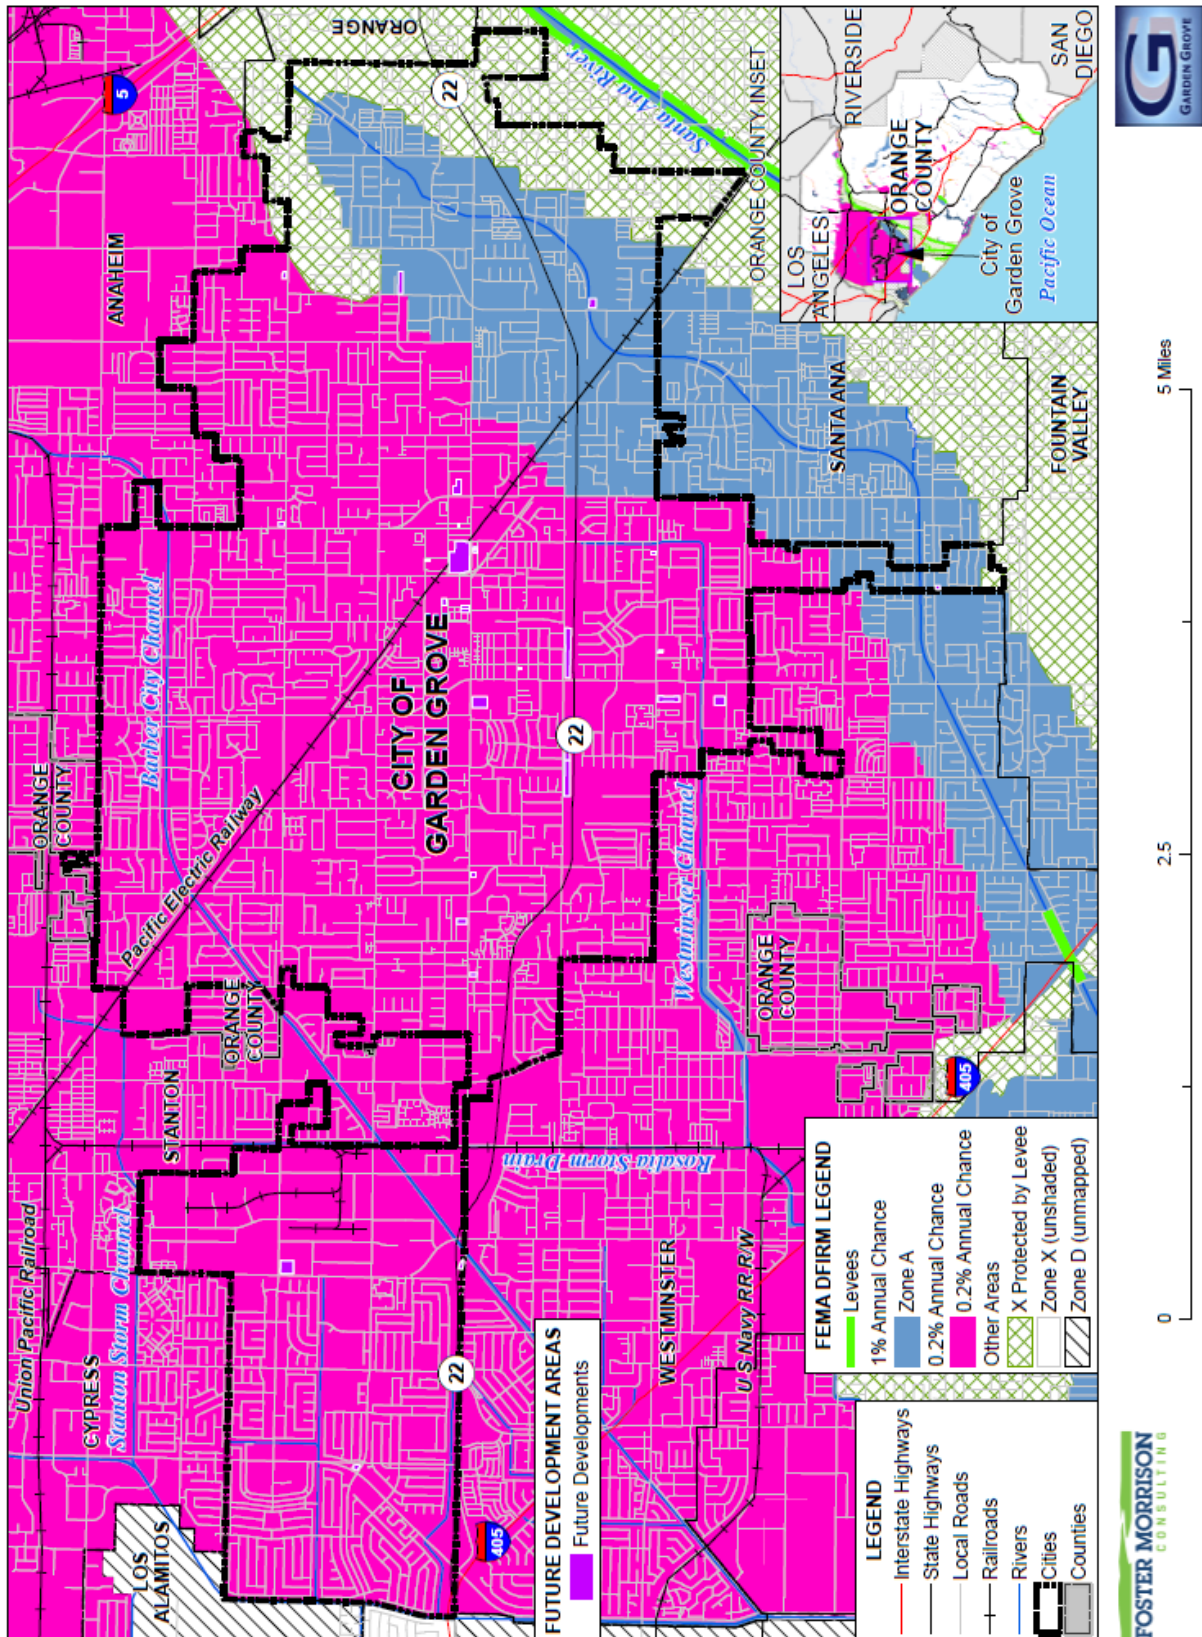 Union Pacific Railroad
CYPRESS
Stanton Storm Channel
LOS
ALAMITOS
STANTON
ORANGE
COUNTY
ORANGE
COUNTY
Pacific Electric Railway
Barber City Channel
ANAHEIM
5
ORANGE
22
Santa Ana River
CITY OF
GARDEN GROVE
22
22
405
Rosalia Storm Drain
WESTMINSTER
U S Navy RR R/W
Westminster Channel
ORANGE
COUNTY
405
SANTA ANA
FOUNTAIN
VALLEY
ORANGE COUNTY INSET
LOS
ANGELES
RIVERSIDE
ORANGE
COUNTY
SAN
DIEGO
City of
Garden Grove
Pacific Ocean
FUTURE DEVELOPMENT AREAS
Future Developments
LEGEND
Interstate Highways
State Highways
Local Roads
Railroads
Rivers
Cities
Counties
FEMA DFIRM LEGEND
Levees
1% Annual Chance
Zone A
0.2% Annual Chance
0.2% Annual Chance
Other Areas
X Protected by Levee
Zone X (unshaded)
Zone D (unmapped)
FOSTER MORRISON
CONSULTING
0
2.5
5 Miles
G
GARDEN GROVE